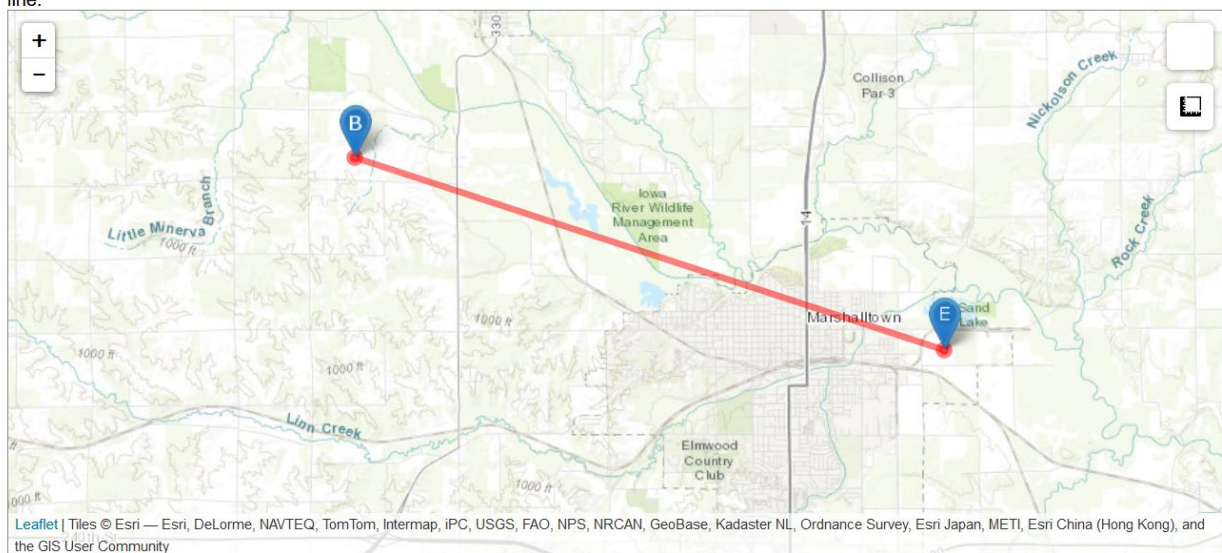 line.
+
−
330
Collison
Par-3
Nickolson Creek
B
Iowa
River Wildlife
Management
Area
14
Little Minerva Branch
1000 ft
Rock Creek
E
Sand
Lake
Marshalltown
1000 ft
1000 ft
1000 ft
Linn Creek
Elmwood
Country
Club
1000 ft
000 ft
Leaflet | Tiles © Esri — Esri, DeLorme, NAVTEQ, TomTom, Intermap, iPC, USGS, FAO, NPS, NRCAN, GeoBase, Kadaster NL, Ordnance Survey, Esri Japan, METI, Esri China (Hong Kong), and
240th St
the GIS User Community